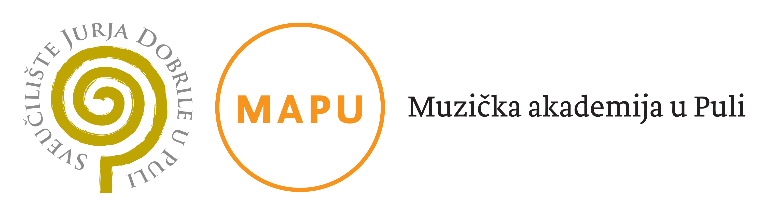 SVEUČILIŠTE JURJA DOBRILE U PULI
MAPU
Muzička akademija u Puli